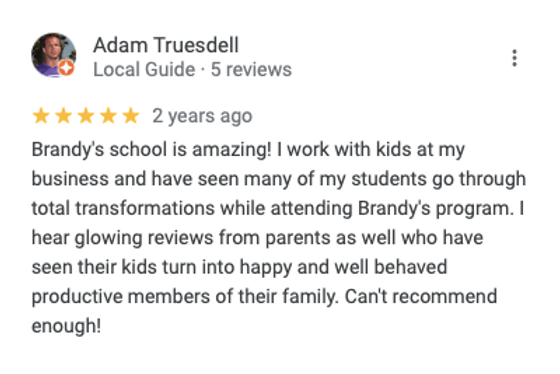 Adam Truesdell
Local Guide · 5 reviews
2 years ago
Brandy's school is amazing! I work with kids at my
business and have seen many of my students go through
total transformations while attending Brandy's program. I
hear glowing reviews from parents as well who have
seen their kids turn into happy and well behaved
productive members of their family. Can't recommend
enough!